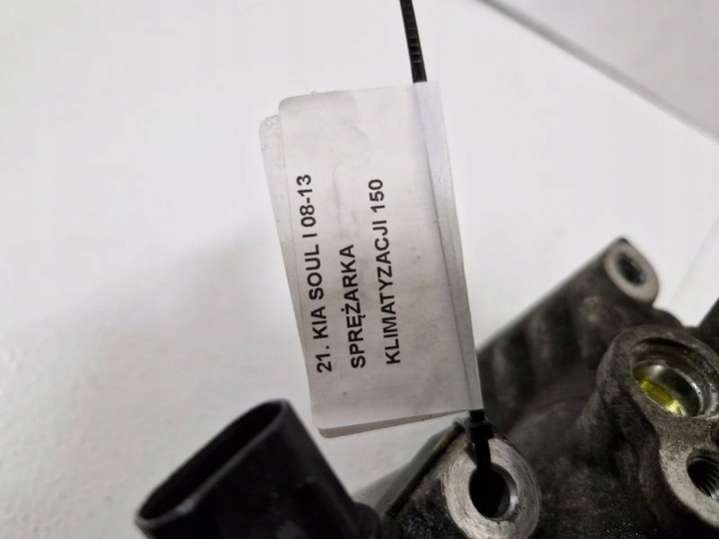 21. KIA SOUL I 08-13
SPRĘŻARKA
KLIMATYZACJI 150